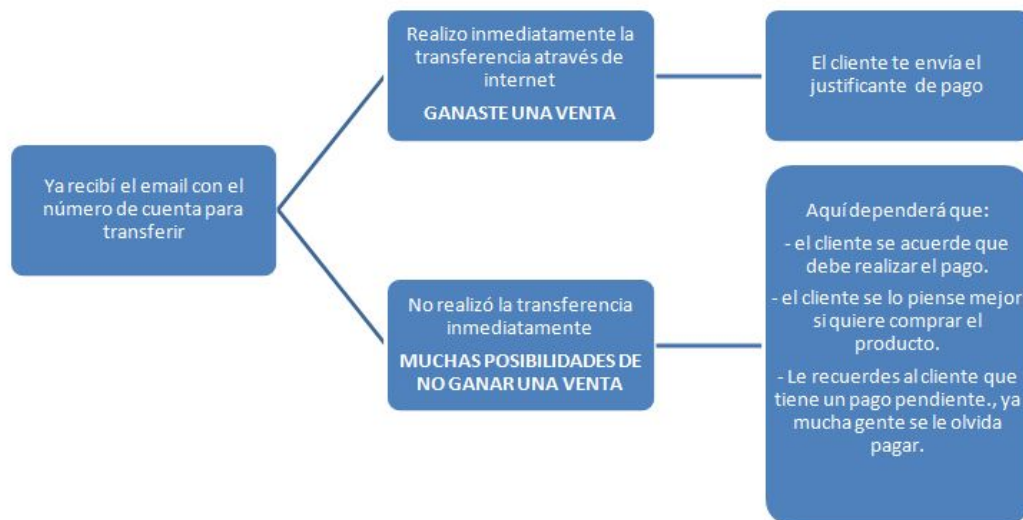 Ya recibí el email con el
número de cuenta para
transferir
Realizo inmediatamente la
transferencia através de
internet
GANASTE UNA VENTA
El cliente te envía el
justificante de pago
No realizó la transferencia
inmediatamente
MUCHAS POSIBILIDADES DE
NO GANAR UNA VENTA
Aquí dependerá que:
- el cliente se acuerde que
debe realizar el pago.
- el cliente se lo piense mejor
si quiere comprar el
producto.
- Le recuerdes al cliente que
tiene un pago pendiente., ya
mucha gente se le olvida
pagar.